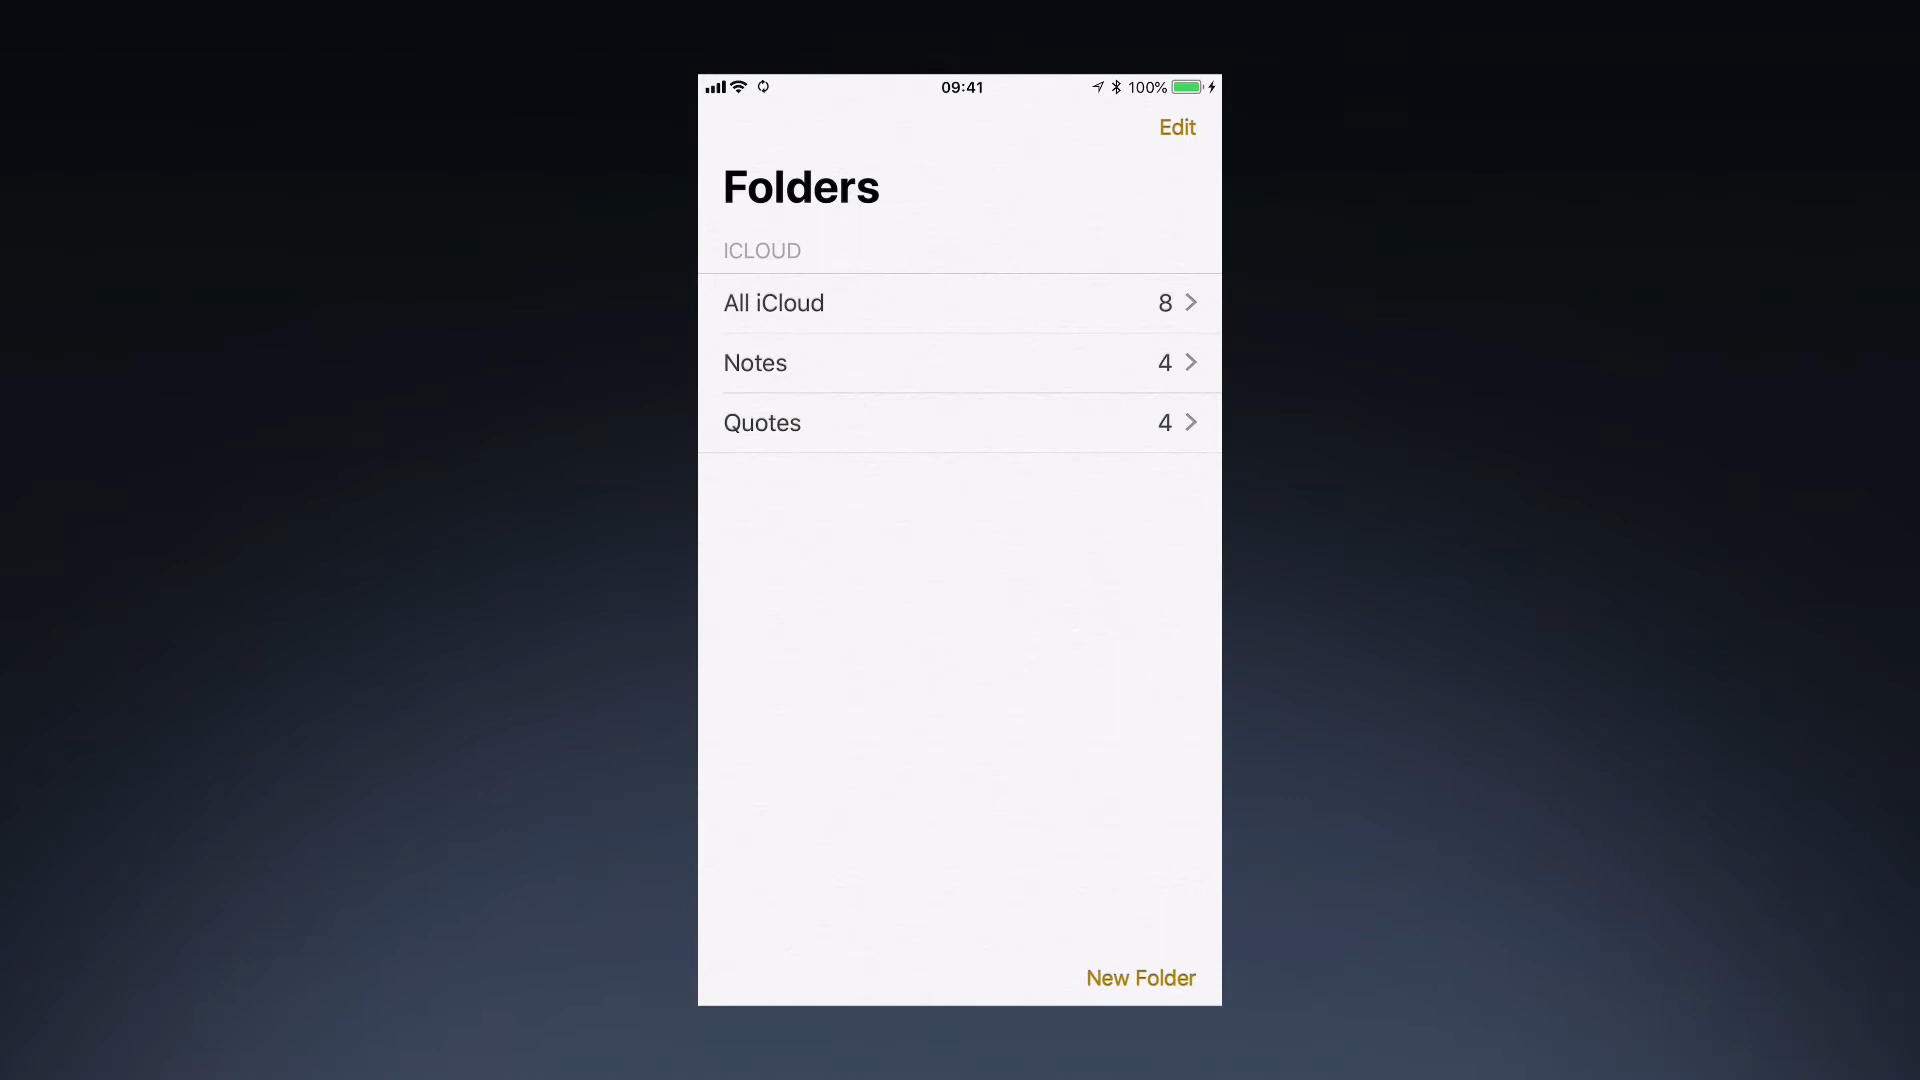 09:41 100%
Edit
Folders
ICLOUD
All iCloud 8
Notes 4
Quotes 4
New Folder